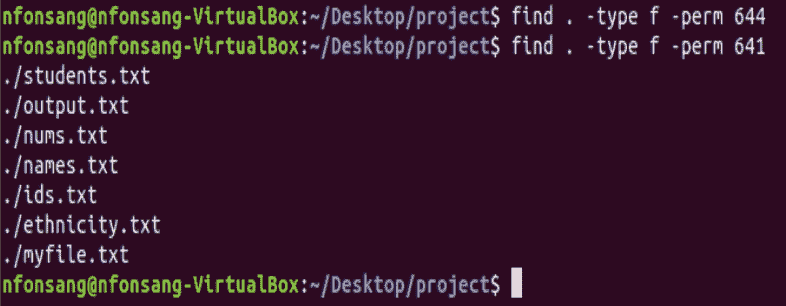 nfonsang@nfonsang-VirtualBox:~/Desktop/project$ find . -type f -perm 644
nfonsang@nfonsang-VirtualBox:~/Desktop/project$ find . -type f -perm 641
./students.txt
./output.txt
./nums.txt
./names.txt
./ids.txt
./ethnicity.txt
./myfile.txt
nfonsang@nfonsang-VirtualBox:~/Desktop/project$